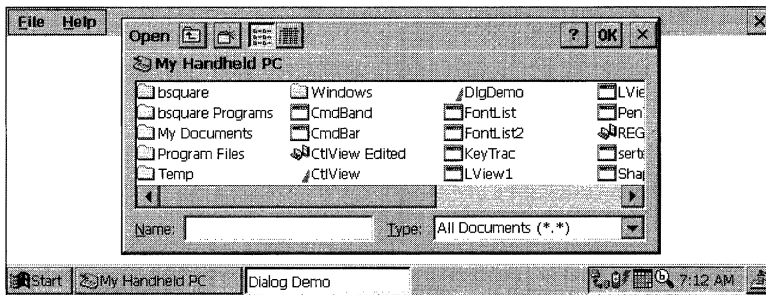 File Help
Open ? OK ×
My Handheld PC
bsquare Windows DlgDemo
bsquare Programs CmdBand FontList
My Documents CmdBar FontList2
Program Files CtlView Edited KeyTrac
Temp CtlView LView1
Name: Type: All Documents (*.*)
Start My Handheld PC Dialog Demo 7:12 AM